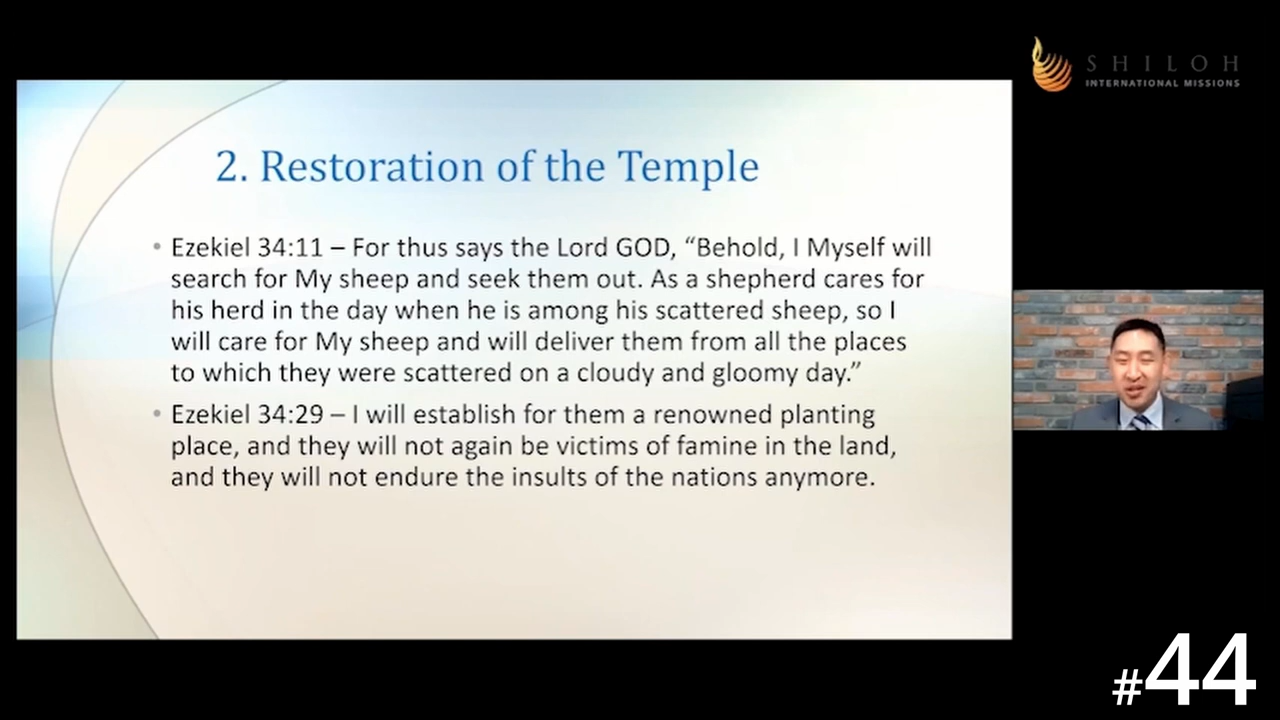 SHILOH
INTERNATIONAL MISSIONS
2. Restoration of the Temple
• Ezekiel 34:11 – For thus says the Lord GOD, “Behold, I Myself will
search for My sheep and seek them out. As a shepherd cares for
his herd in the day when he is among his scattered sheep, so I
will care for My sheep and will deliver them from all the places
to which they were scattered on a cloudy and gloomy day.”
• Ezekiel 34:29 – I will establish for them a renowned planting
place, and they will not again be victims of famine in the land,
and they will not endure the insults of the nations anymore.
#44